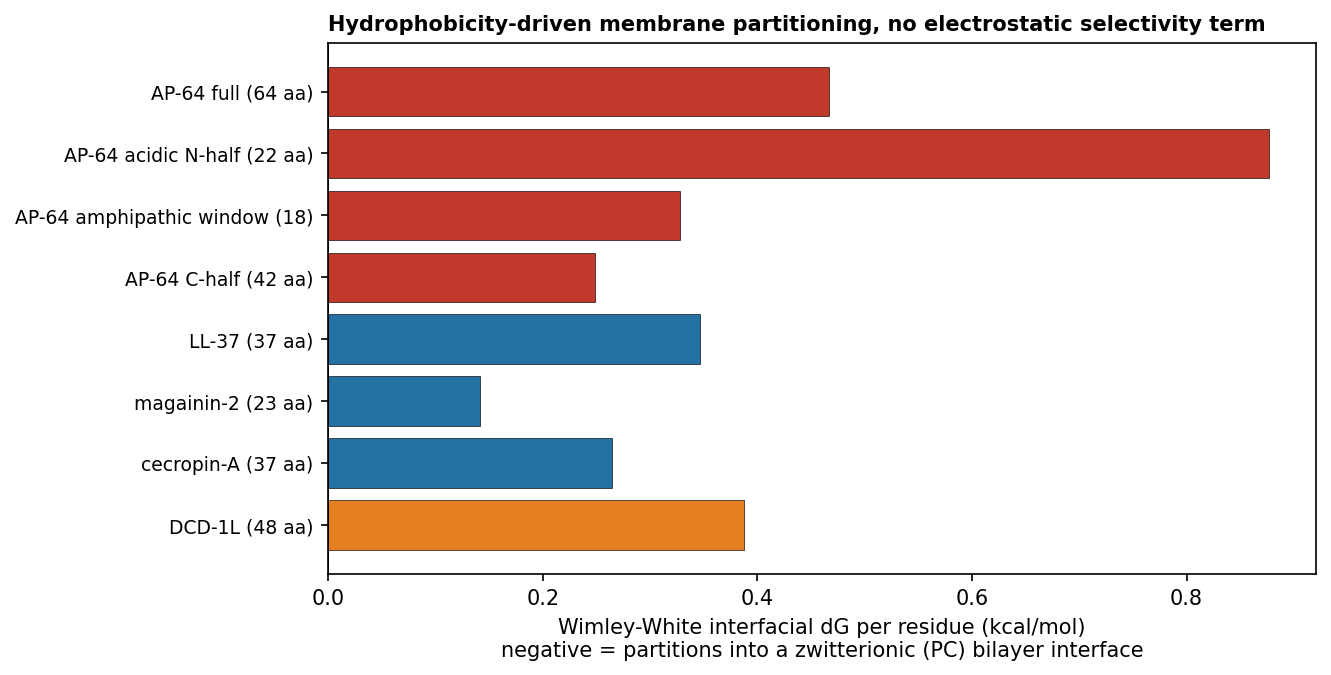 Hydrophobicity-driven membrane partitioning, no electrostatic selectivity term
AP-64 full (64 aa)
AP-64 acidic N-half (22 aa)
AP-64 amphipathic window (18)
AP-64 C-half (42 aa)
LL-37 (37 aa)
magainin-2 (23 aa)
cecropin-A (37 aa)
DCD-1L (48 aa)
0.0 0.2 0.4 0.6 0.8
Wimley-White interfacial dG per residue (kcal/mol)
negative = partitions into a zwitterionic (PC) bilayer interface